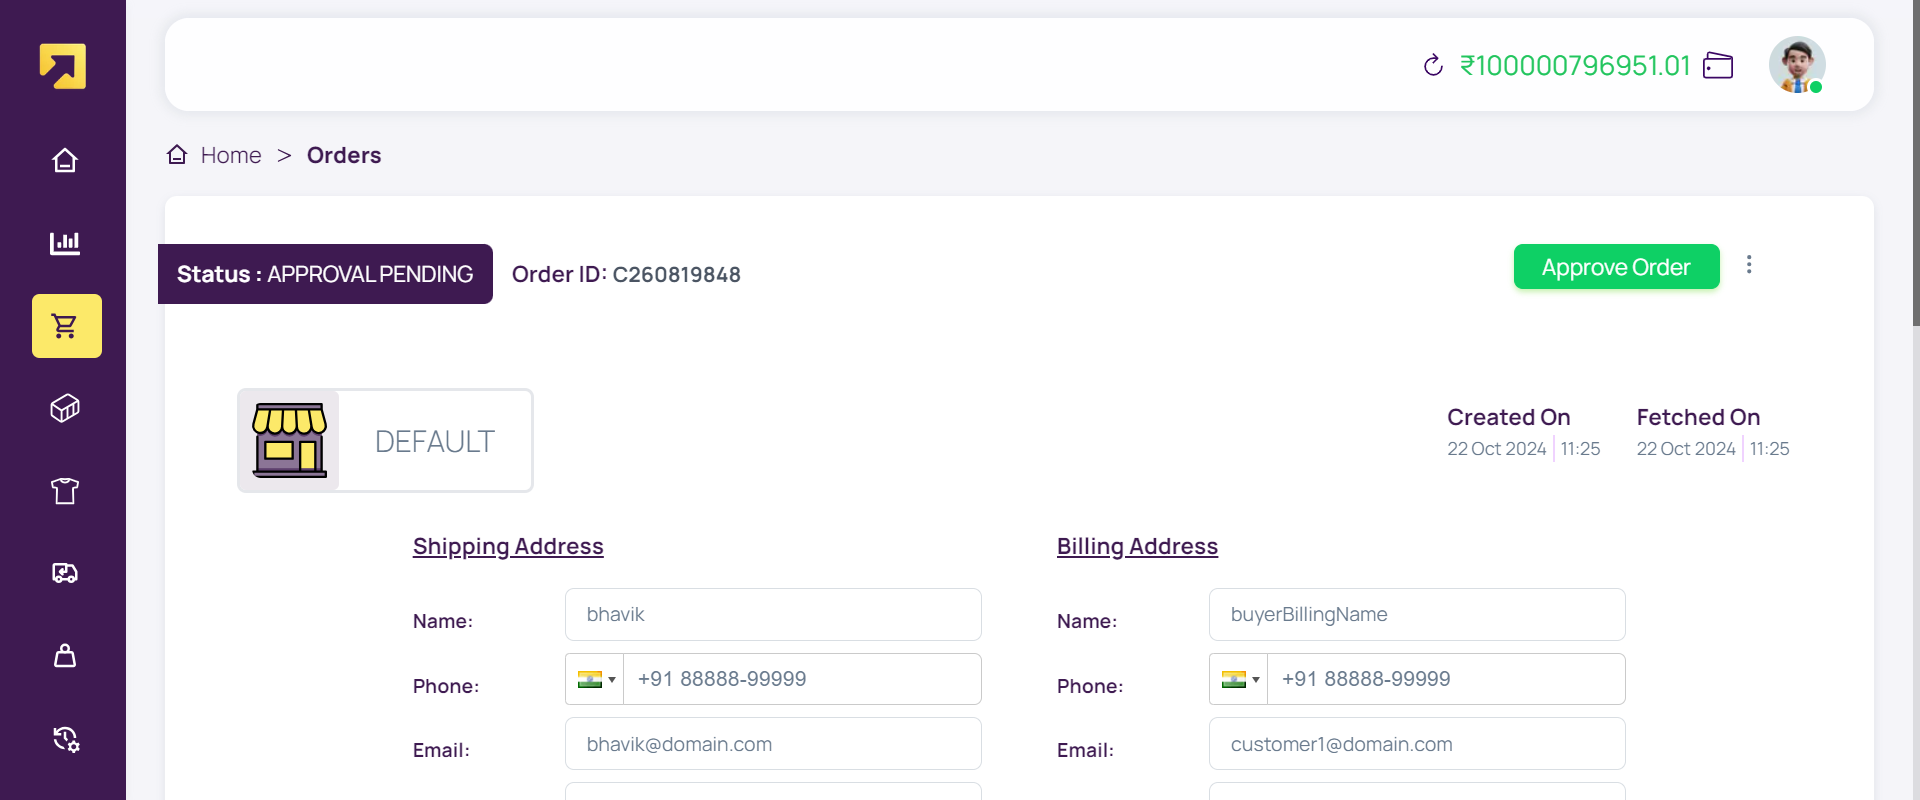 ₹100000796951.01
Home > Orders
Status : APPROVAL PENDING Order ID: C260819848
Approve Order
DEFAULT
Created On Fetched On
22 Oct 2024 11:25 22 Oct 2024 11:25
Shipping Address
Name: bhavik
Phone: +91 88888-99999
Email: bhavik@domain.com
Billing Address
Name: buyerBillingName
Phone: +91 88888-99999
Email: customer1@domain.com